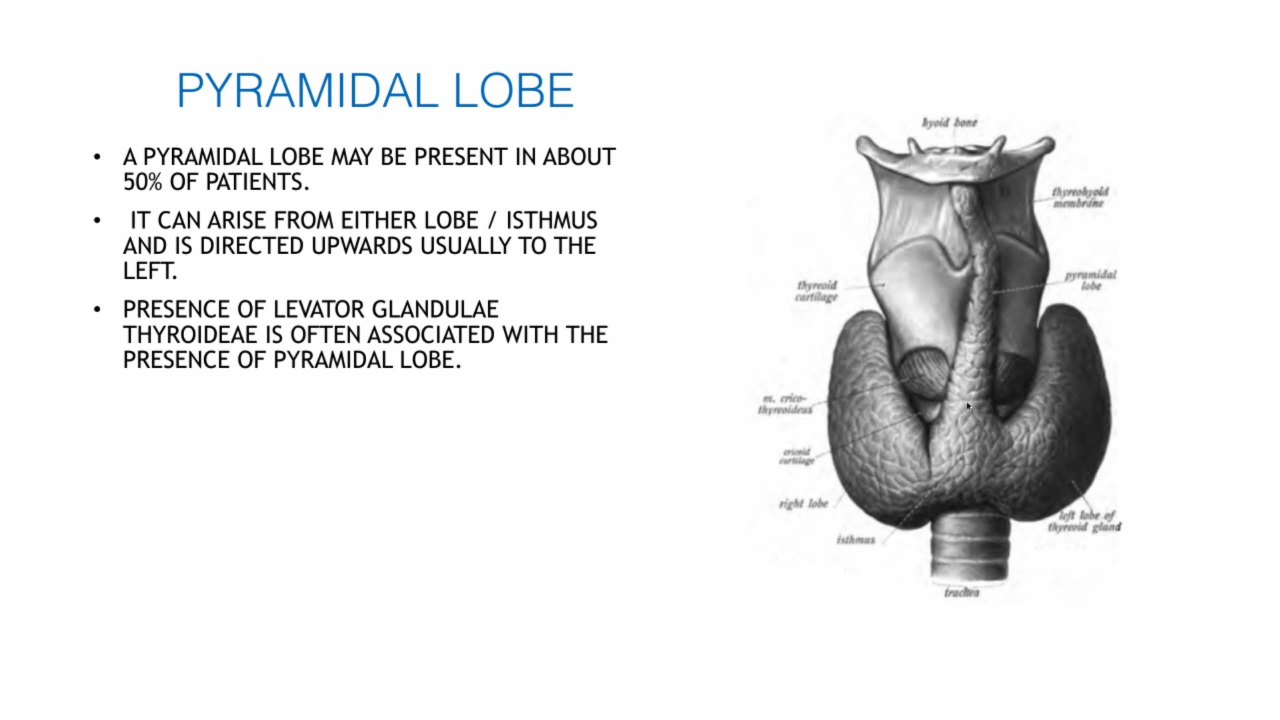 PYRAMIDAL LOBE
• A PYRAMIDAL LOBE MAY BE PRESENT IN ABOUT
50% OF PATIENTS.
• IT CAN ARISE FROM EITHER LOBE / ISTHMUS
AND IS DIRECTED UPWARDS USUALLY TO THE
LEFT.
• PRESENCE OF LEVATOR GLANDULAE
THYROIDEAE IS OFTEN ASSOCIATED WITH THE
PRESENCE OF PYRAMIDAL LOBE.
hyoid bone
thyreohyoid
membrane
pyramidal
lobe
thyreoid
cartilage
m. crico-
thyreoideus
cricoid
cartilage
right lobe
isthmus
left lobe of
thyreoid gland
trachea